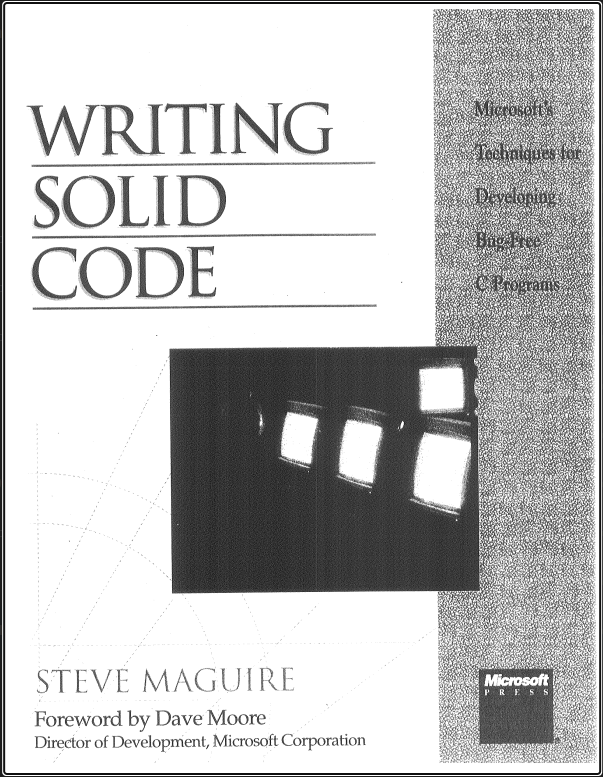 WRITING
SOLID
CODE
Microsoft's
Techniques for
Developing
Bug-Free
C Programs
STEVE MAGUIRE
Foreword by Dave Moore
Director of Development, Microsoft Corporation
Microsoft
PRESS